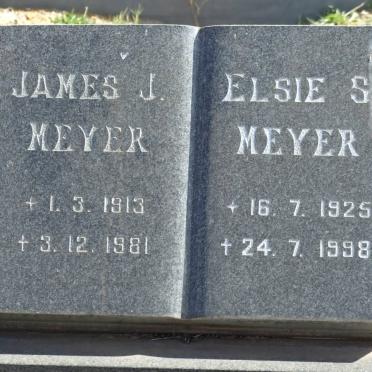 JAMES J.
MEYER
+ 1. 3. 1913
† 3. 12. 1981
ELSIE S
MEYER
+ 16. 7. 1925
† 24. 7. 1998